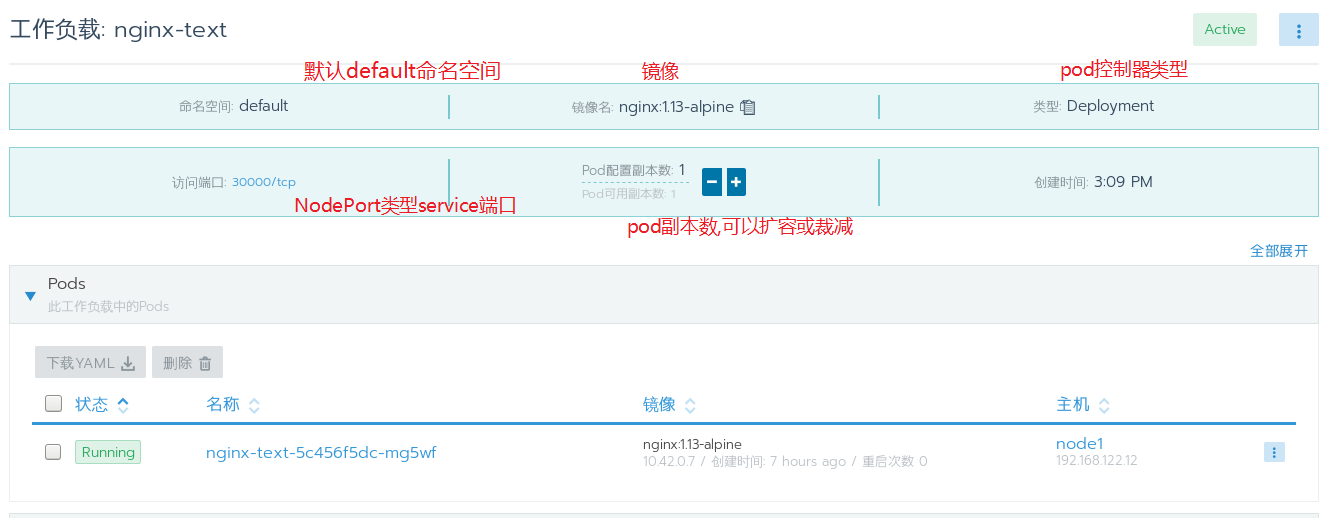 工作负载: nginx-text
Active
默认default命名空间
镜像
pod控制器类型
命名空间: default
镜像名: nginx:1.13-alpine
类型: Deployment
访问端口: 30000/tcp
Pod配置副本数: 1
Pod可用副本数: 1
创建时间: 3:09 PM
NodePort类型service端口
pod副本数,可以扩容或裁减
全部展开
Pods
此工作负载中的Pods
下载YAML
删除
状态 名称 镜像 主机
Running
nginx-text-5c456f5dc-mg5wf
nginx:1.13-alpine
10.42.0.7 / 创建时间: 7 hours ago / 重启次数 0
node1
192.168.122.12